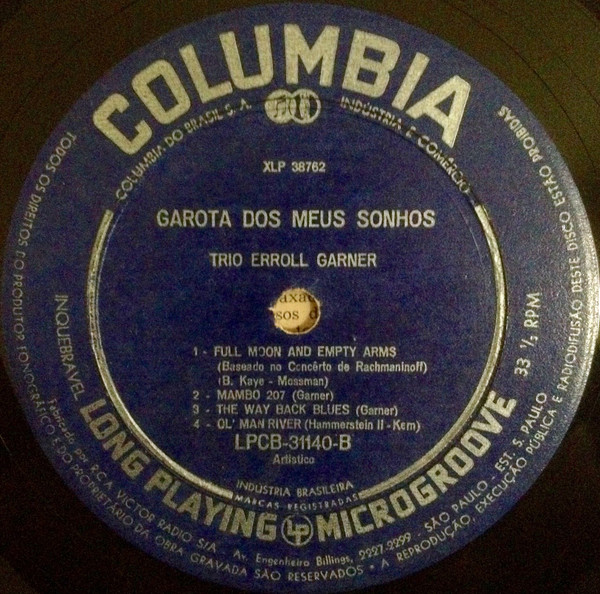 COLUMBIA
COLUMBIA DO BRASIL S. A. INDÚSTRIA E COMÉRCIO
XLP 38762
GAROTA DOS MEUS SONHOS
TRIO ERROLL GARNER
axad
sos d
1 - FULL MOON AND EMPTY ARMS
(Baseado no Concêrto de Rachmaninoff)
(B. Kaye - Mossman)
2 - MAMBO 207 (Garner)
3 - THE WAY BACK BLUES (Garner)
4 - OL' MAN RIVER (Hammerstein II - Kern)
LPCB-31140-B
Artístico
INQUEBRÁVEL
33 ⅓ RPM
INDÚSTRIA BRASILEIRA
MARCAS REGISTRADAS
LONG PLAYING LP MICROGROOVE
Fabricado por R.C.A. VICTOR RADIO S/A - Av. Engenheiro Billings, 2227-2299 - SÃO PAULO - EST. S. PAULO
TODOS OS DIREITOS DO PRODUTOR FONOGRÁFICO E DO PROPRIETÁRIO DA OBRA GRAVADA SÃO RESERVADOS • A REPRODUÇÃO, EXECUÇÃO PÚBLICA E RADIODIFUSÃO DESTE DISCO ESTÃO PROIBIDAS